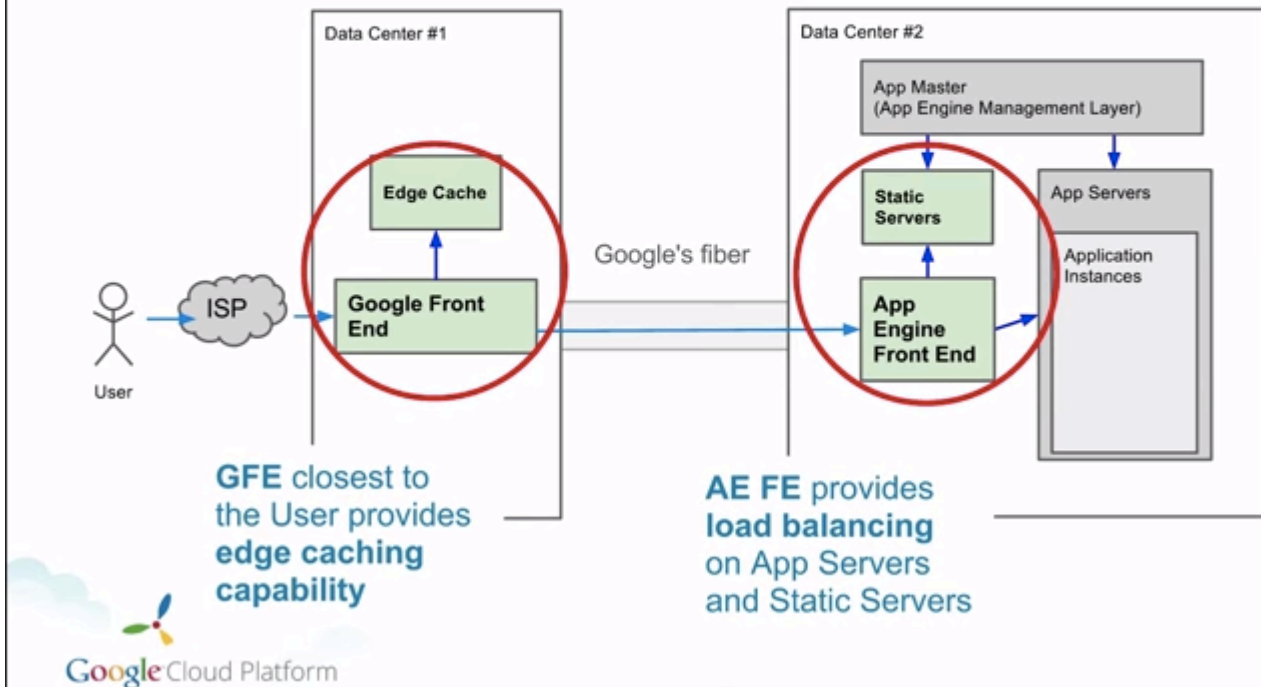 Data Center #1
Data Center #2
App Master
(App Engine Management Layer)
Edge Cache
Static
Servers
App Servers
Google's fiber
Application
Instances
ISP
Google Front
End
App
Engine
Front End
User
GFE closest to
the User provides
edge caching
capability
AE FE provides
load balancing
on App Servers
and Static Servers
Google Cloud Platform